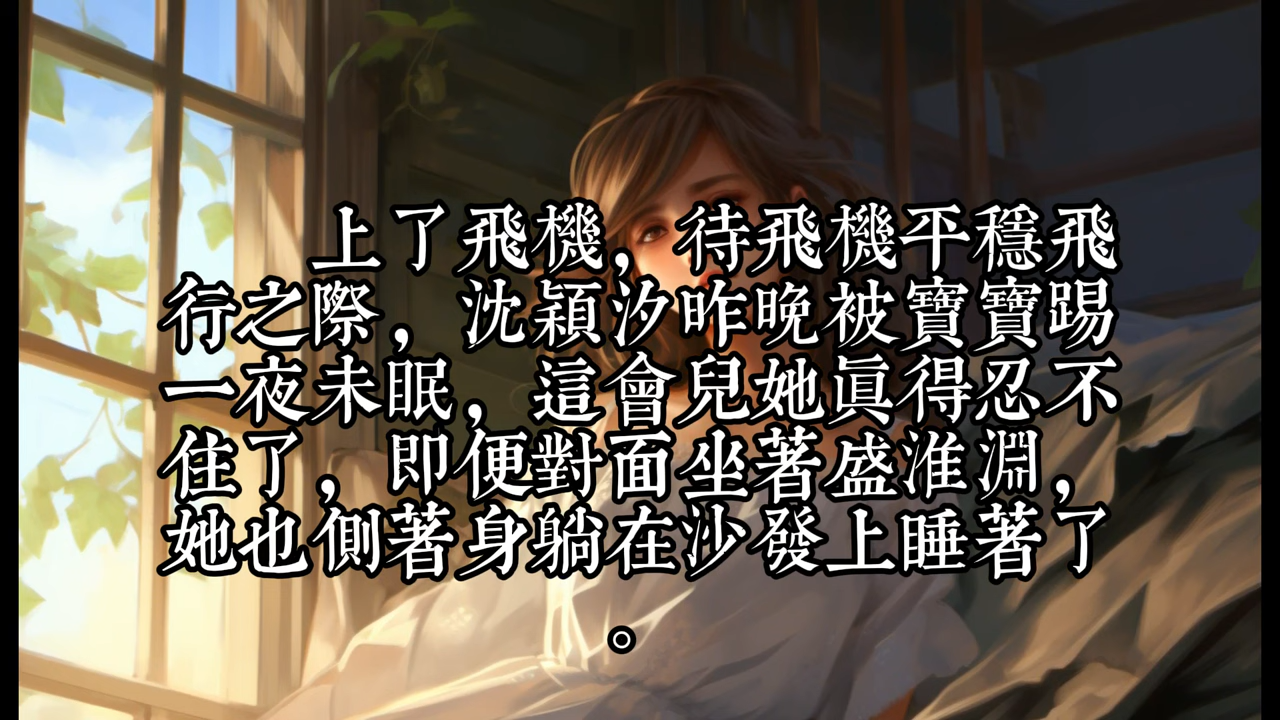 上了飛機，待飛機平穩飛
行之際，沈穎汐昨晚被寶寶踢
一夜未眠，這會兒她真得忍不
住了，即便對面坐著盛淮淵，
她也側著身躺在沙發上睡著了
。